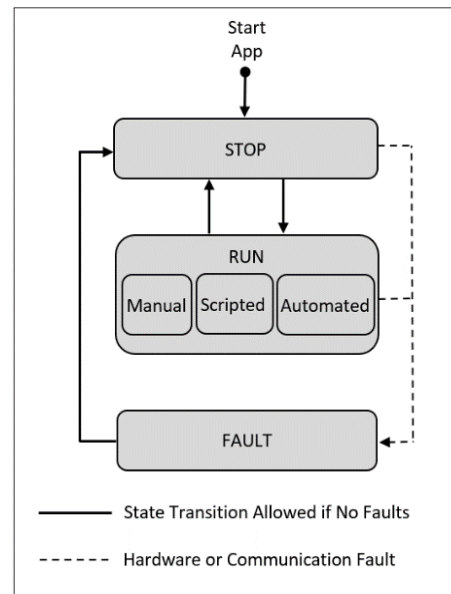 Start
App
STOP
RUN
Manual
Scripted
Automated
FAULT
State Transition Allowed if No Faults
Hardware or Communication Fault